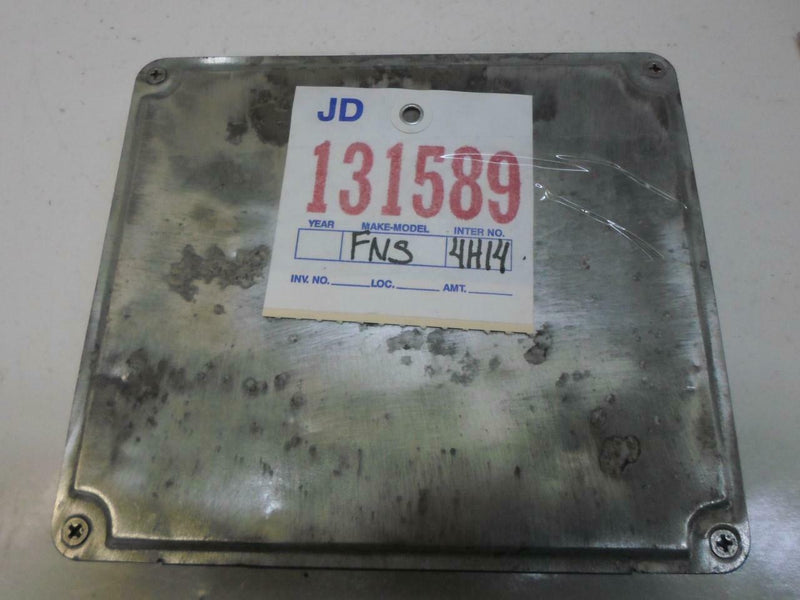 JD
131589
YEAR MAKE-MODEL INTER NO.
FNS 4H14
INV. NO. LOC. AMT.